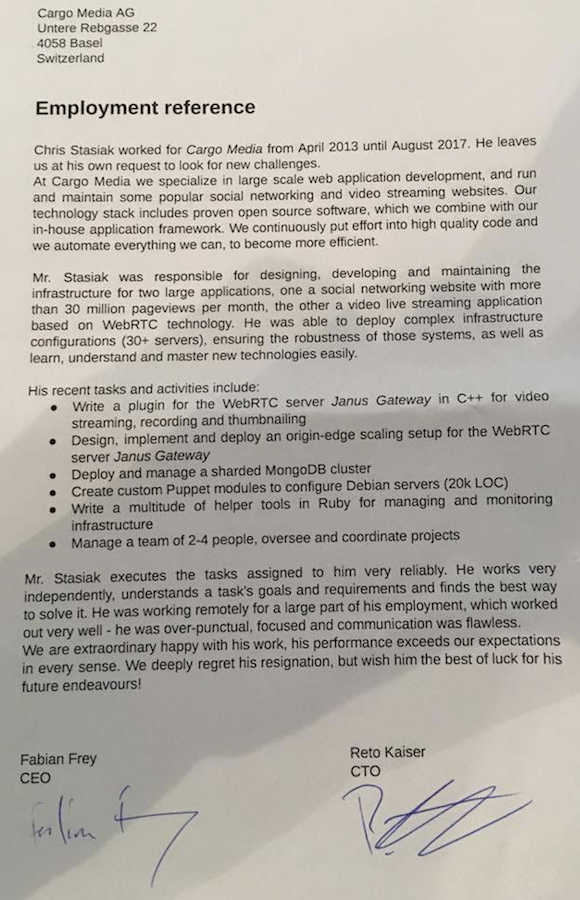 Cargo Media AG
Untere Rebgasse 22
4058 Basel
Switzerland
Employment reference
Chris Stasiak worked for Cargo Media from April 2013 until August 2017. He leaves
us at his own request to look for new challenges.
At Cargo Media we specialize in large scale web application development, and run
and maintain some popular social networking and video streaming websites. Our
technology stack includes proven open source software, which we combine with our
in-house application framework. We continuously put effort into high quality code and
we automate everything we can, to become more efficient.
Mr. Stasiak was responsible for designing, developing and maintaining the
infrastructure for two large applications, one a social networking website with more
than 30 million pageviews per month, the other a video live streaming application
based on WebRTC technology. He was able to deploy complex infrastructure
configurations (30+ servers), ensuring the robustness of those systems, as well as
learn, understand and master new technologies easily.
His recent tasks and activities include:
● Write a plugin for the WebRTC server Janus Gateway in C++ for video
streaming, recording and thumbnailing
● Design, implement and deploy an origin-edge scaling setup for the WebRTC
server Janus Gateway
● Deploy and manage a sharded MongoDB cluster
● Create custom Puppet modules to configure Debian servers (20k LOC)
● Write a multitude of helper tools in Ruby for managing and monitoring
infrastructure
● Manage a team of 2-4 people, oversee and coordinate projects
Mr. Stasiak executes the tasks assigned to him very reliably. He works very
independently, understands a task's goals and requirements and finds the best way
to solve it. He was working remotely for a large part of his employment, which worked
out very well - he was over-punctual, focused and communication was flawless.
We are extraordinary happy with his work, his performance exceeds our expectations
in every sense. We deeply regret his resignation, but wish him the best of luck for his
future endeavours!
Fabian Frey
CEO
Reto Kaiser
CTO